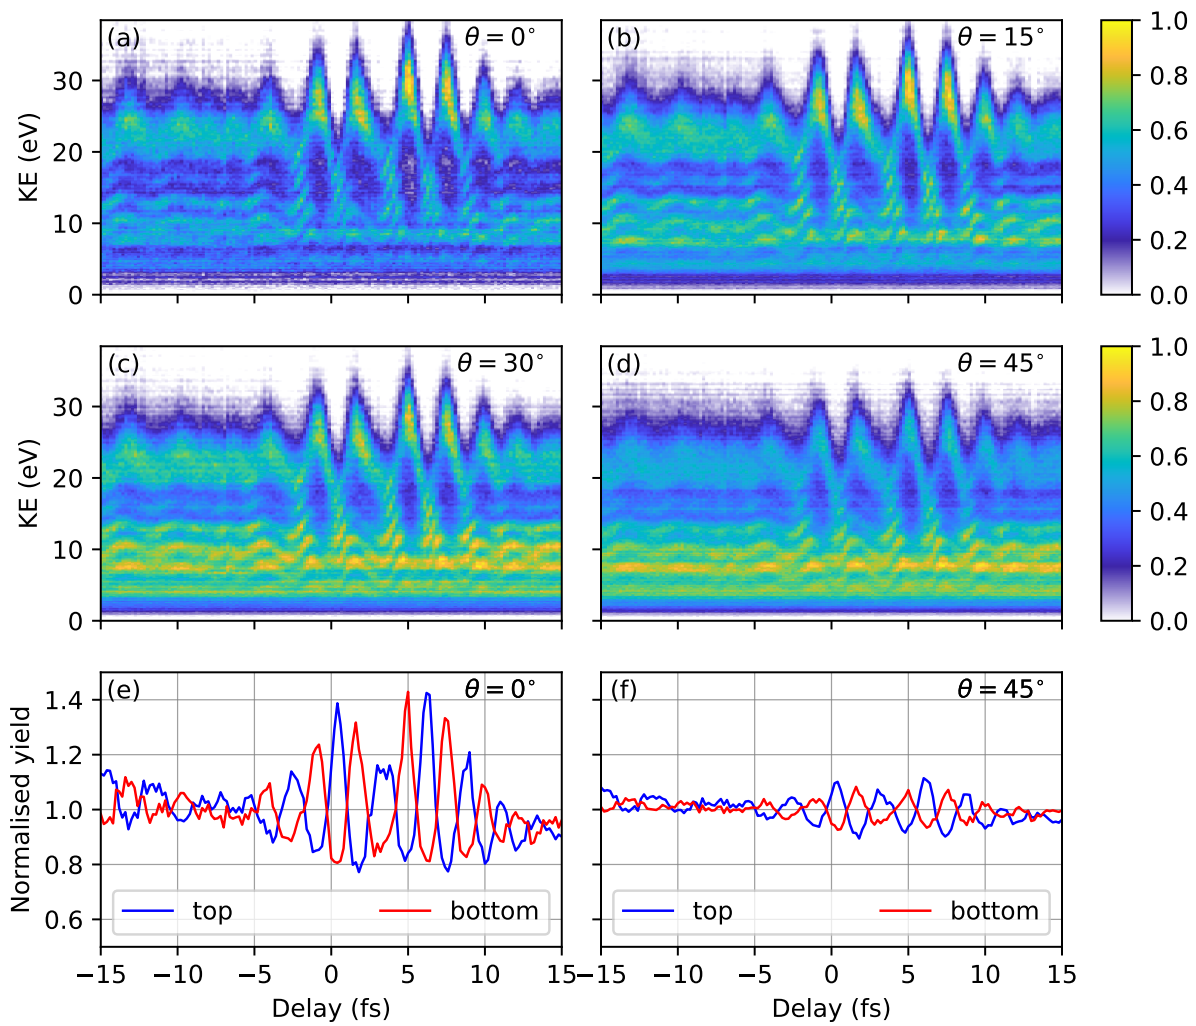 (a) θ = 0°
(b) θ = 15°
KE (eV)
30
20
10
0
1.0
0.8
0.6
0.4
0.2
0.0
(c) θ = 30°
(d) θ = 45°
KE (eV)
30
20
10
0
1.0
0.8
0.6
0.4
0.2
0.0
(e) θ = 0°
(f) θ = 45°
Normalised yield
1.4
1.2
1.0
0.8
0.6
top bottom
top bottom
−15 −10 −5 0 5 10 15
−15 −10 −5 0 5 10 15
Delay (fs)
Delay (fs)